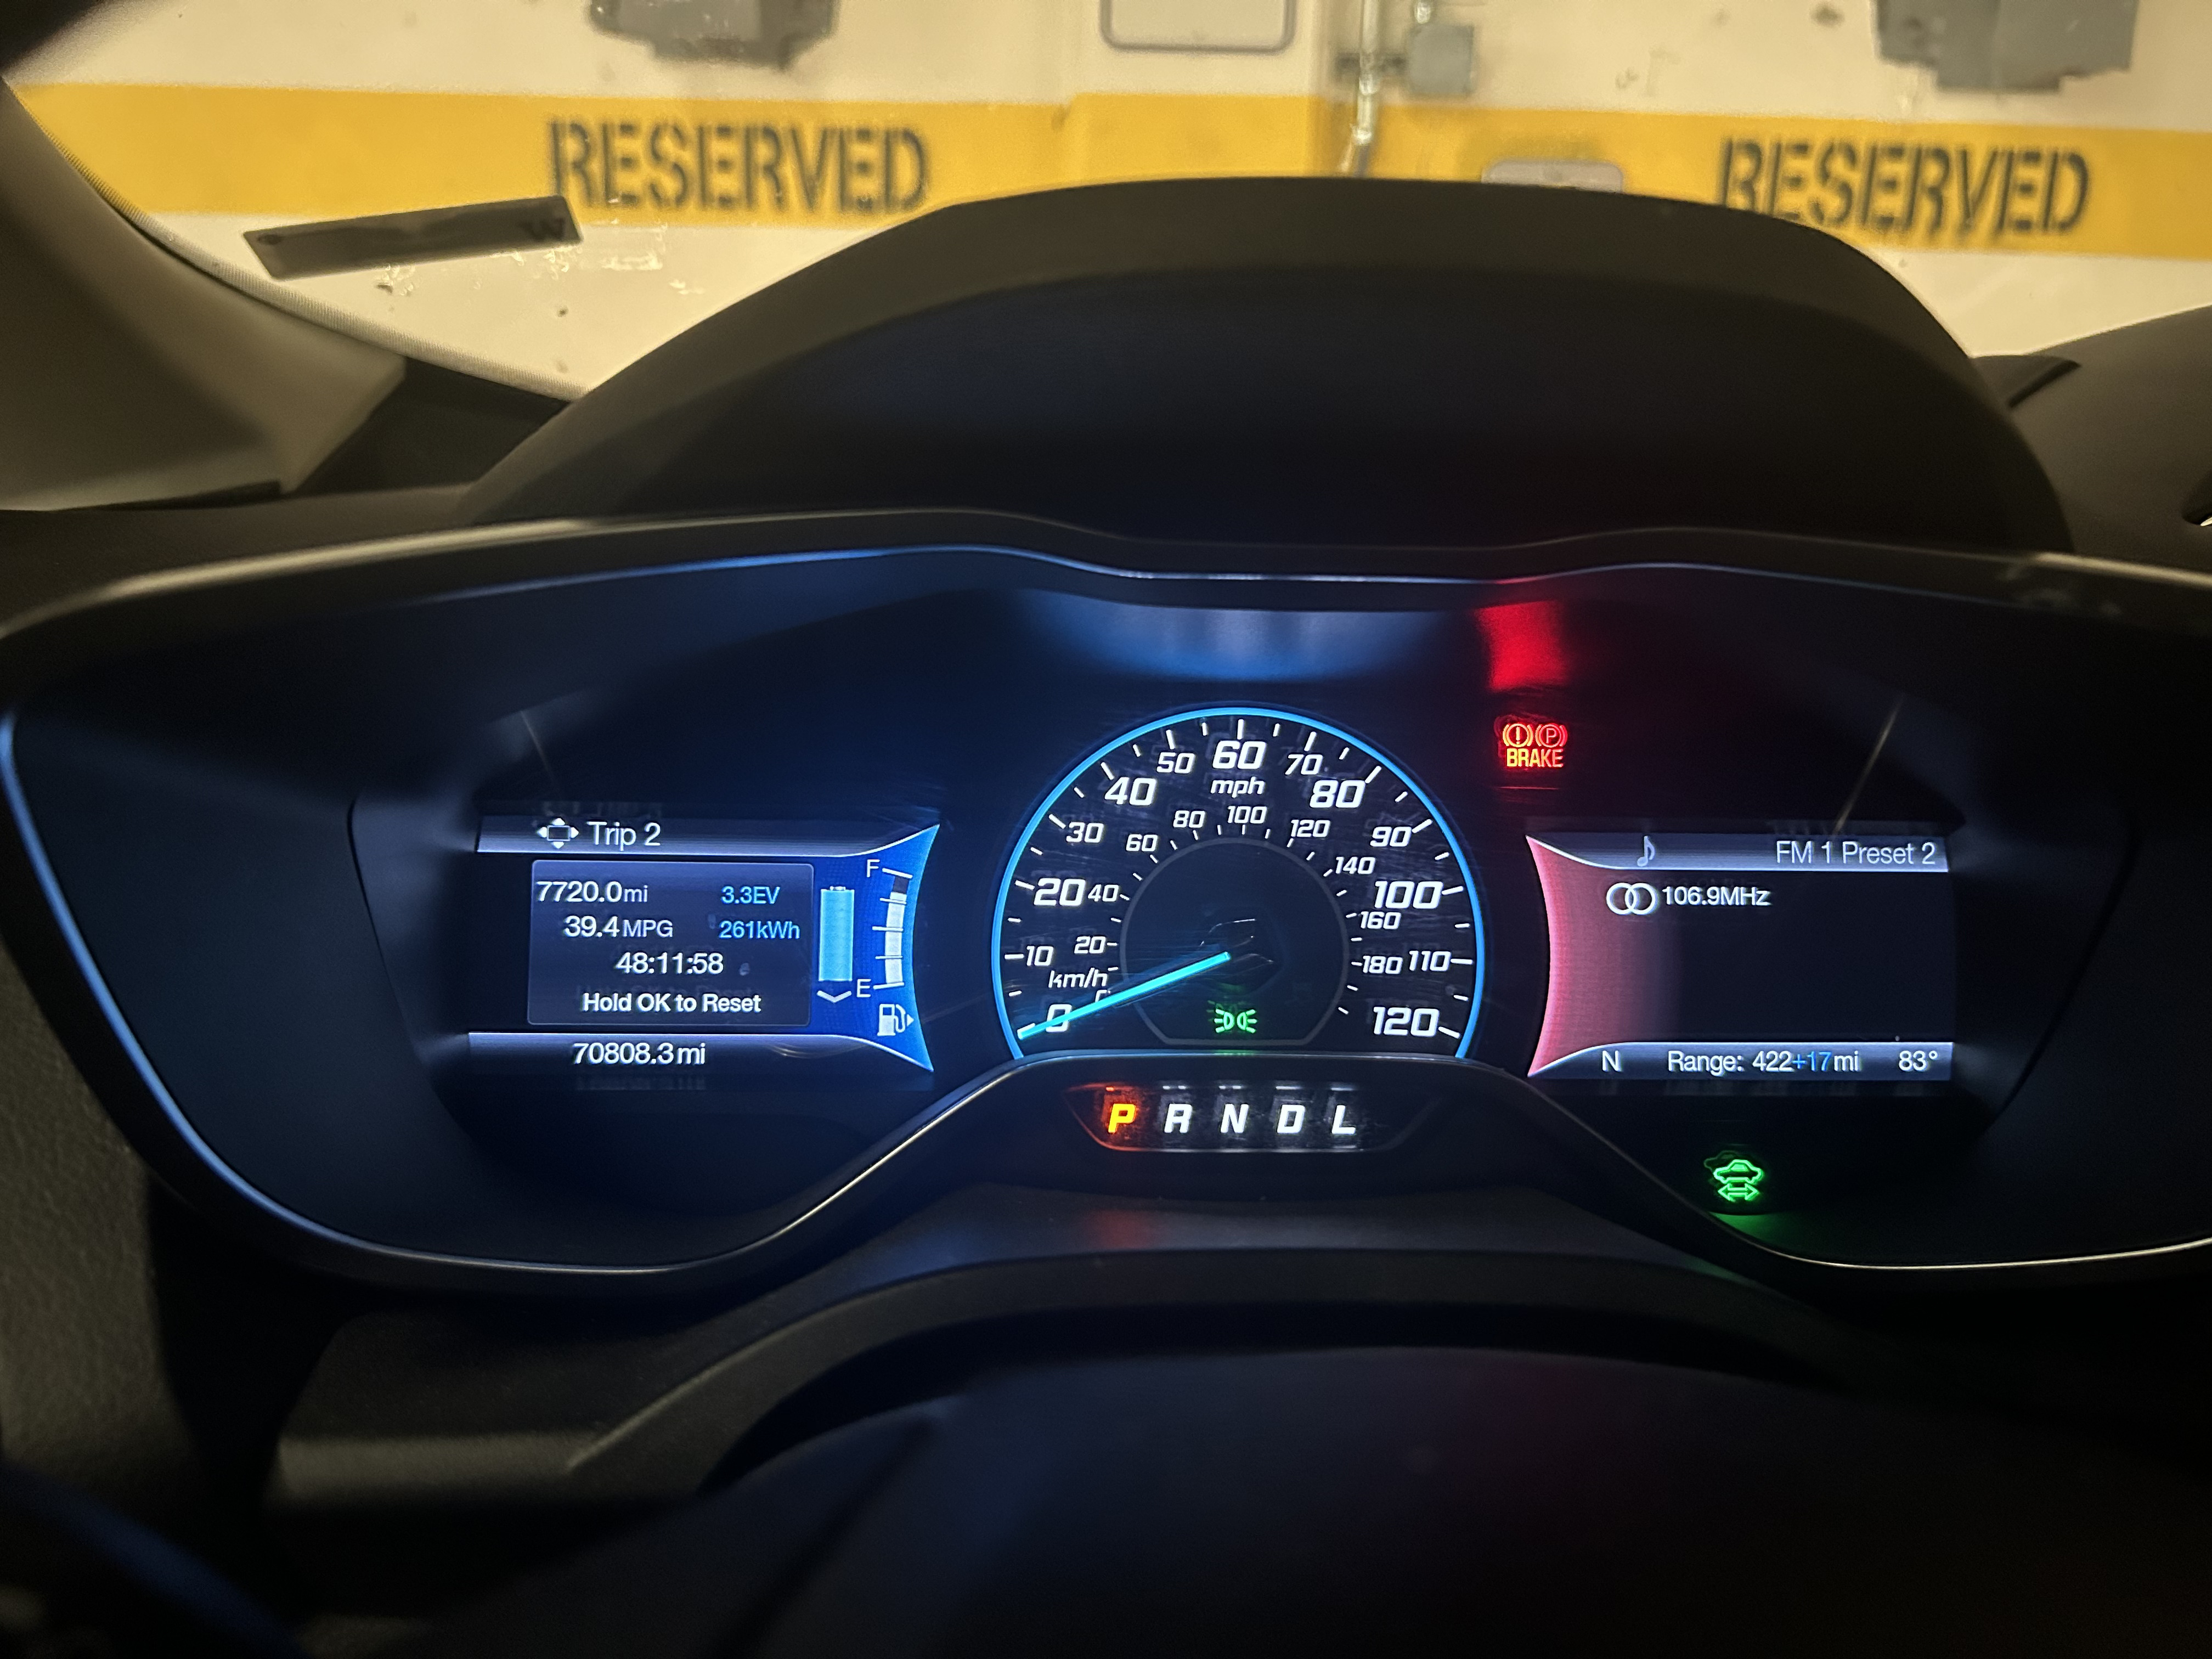 RESERVED
RESERVED
BRAKE
Trip 2
7720.0mi 3.3EV
39.4MPG 261kWh
48:11:58
Hold OK to Reset
70808.3mi
F
E
0 10 20 30 40 50 60 70 80 90 100 110 120
mph
20 40 60 80 100 120 140 160 180
km/h
P R N D L
FM 1 Preset 2
106.9MHz
N Range: 422+17mi 83°